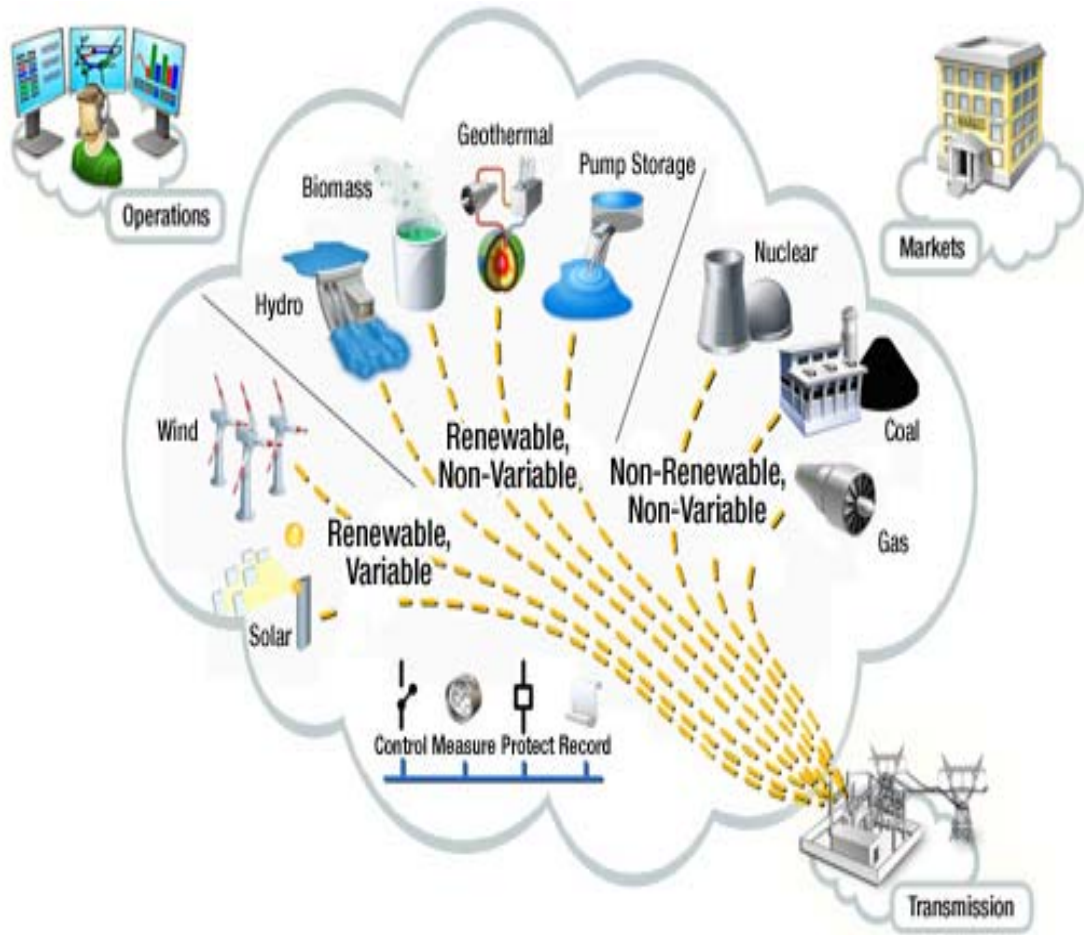 Operations
Markets
Geothermal
Biomass
Pump Storage
Nuclear
Hydro
Wind
Coal
Renewable,
Non-Variable
Non-Renewable,
Non-Variable
Gas
Renewable,
Variable
Solar
Control Measure Protect Record
Transmission